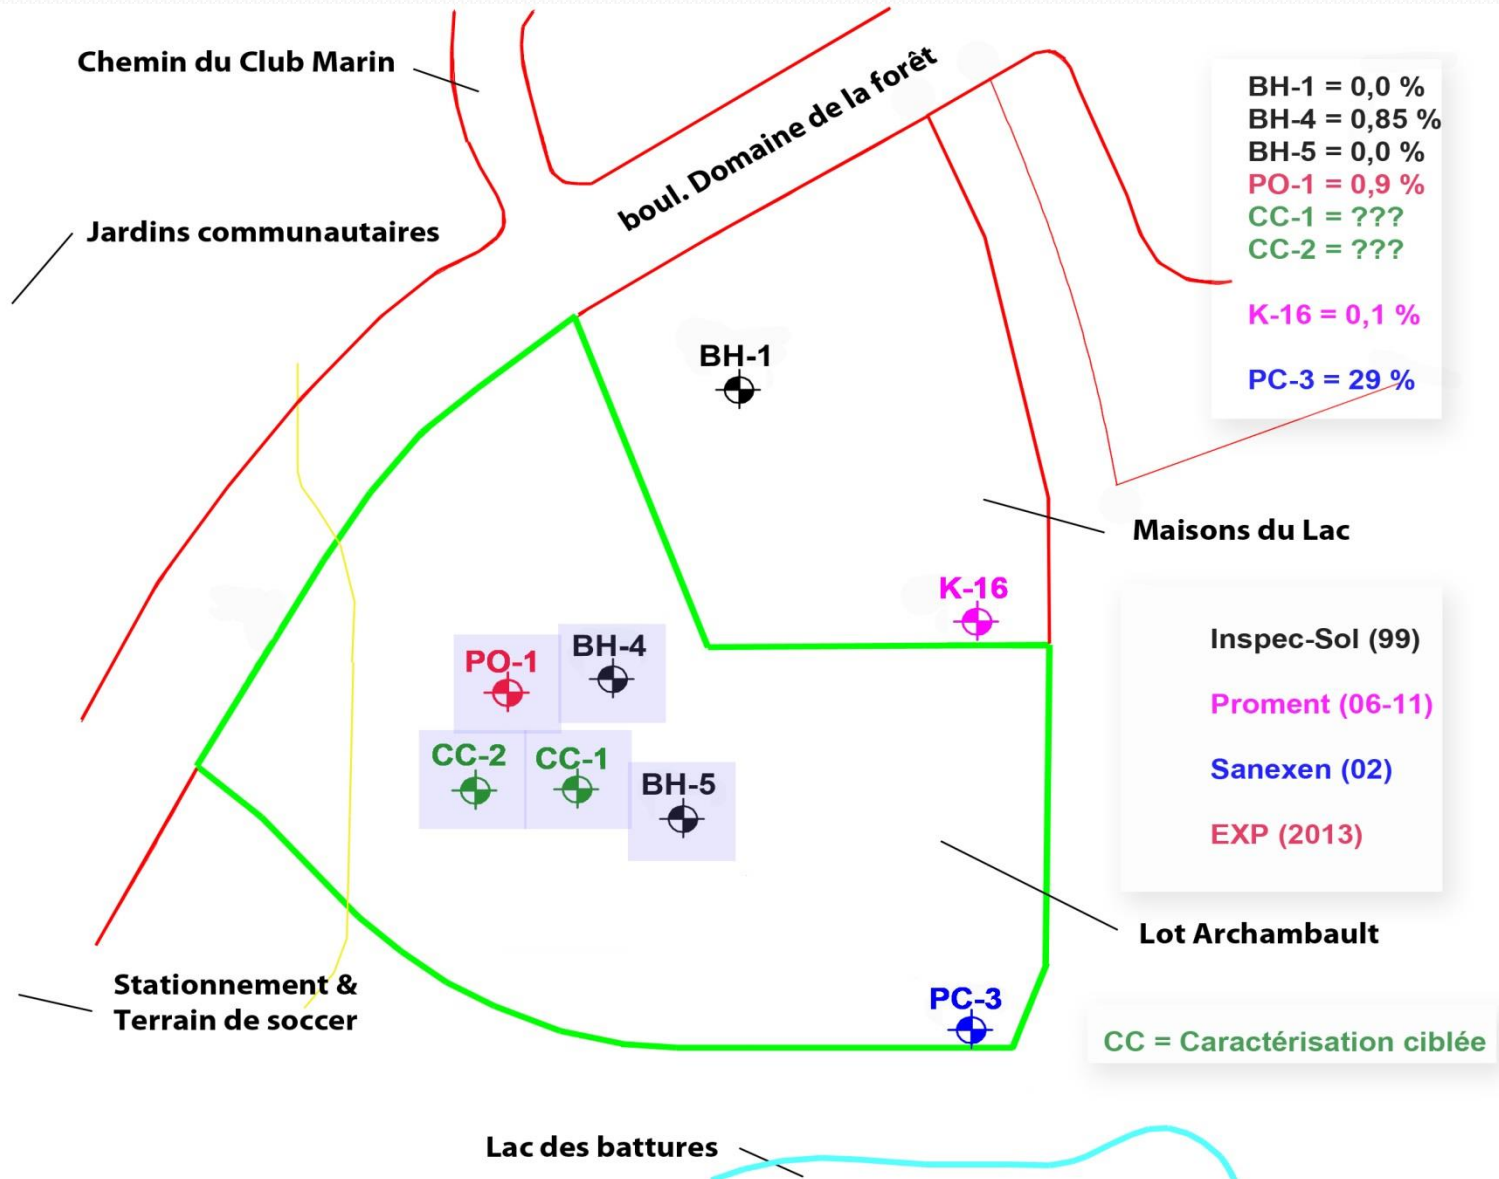 Chemin du Club Marin
boul. Domaine de la forêt
BH-1 = 0,0 %
BH-4 = 0,85 %
BH-5 = 0,0 %
PO-1 = 0,9 %
CC-1 = ???
CC-2 = ???
K-16 = 0,1 %
PC-3 = 29 %
Jardins communautaires
BH-1
Maisons du Lac
K-16
PO-1
BH-4
CC-2
CC-1
BH-5
Inspec-Sol (99)
Proment (06-11)
Sanexen (02)
EXP (2013)
Lot Archambault
Stationnement &
Terrain de soccer
PC-3
CC = Caractérisation ciblée
Lac des battures